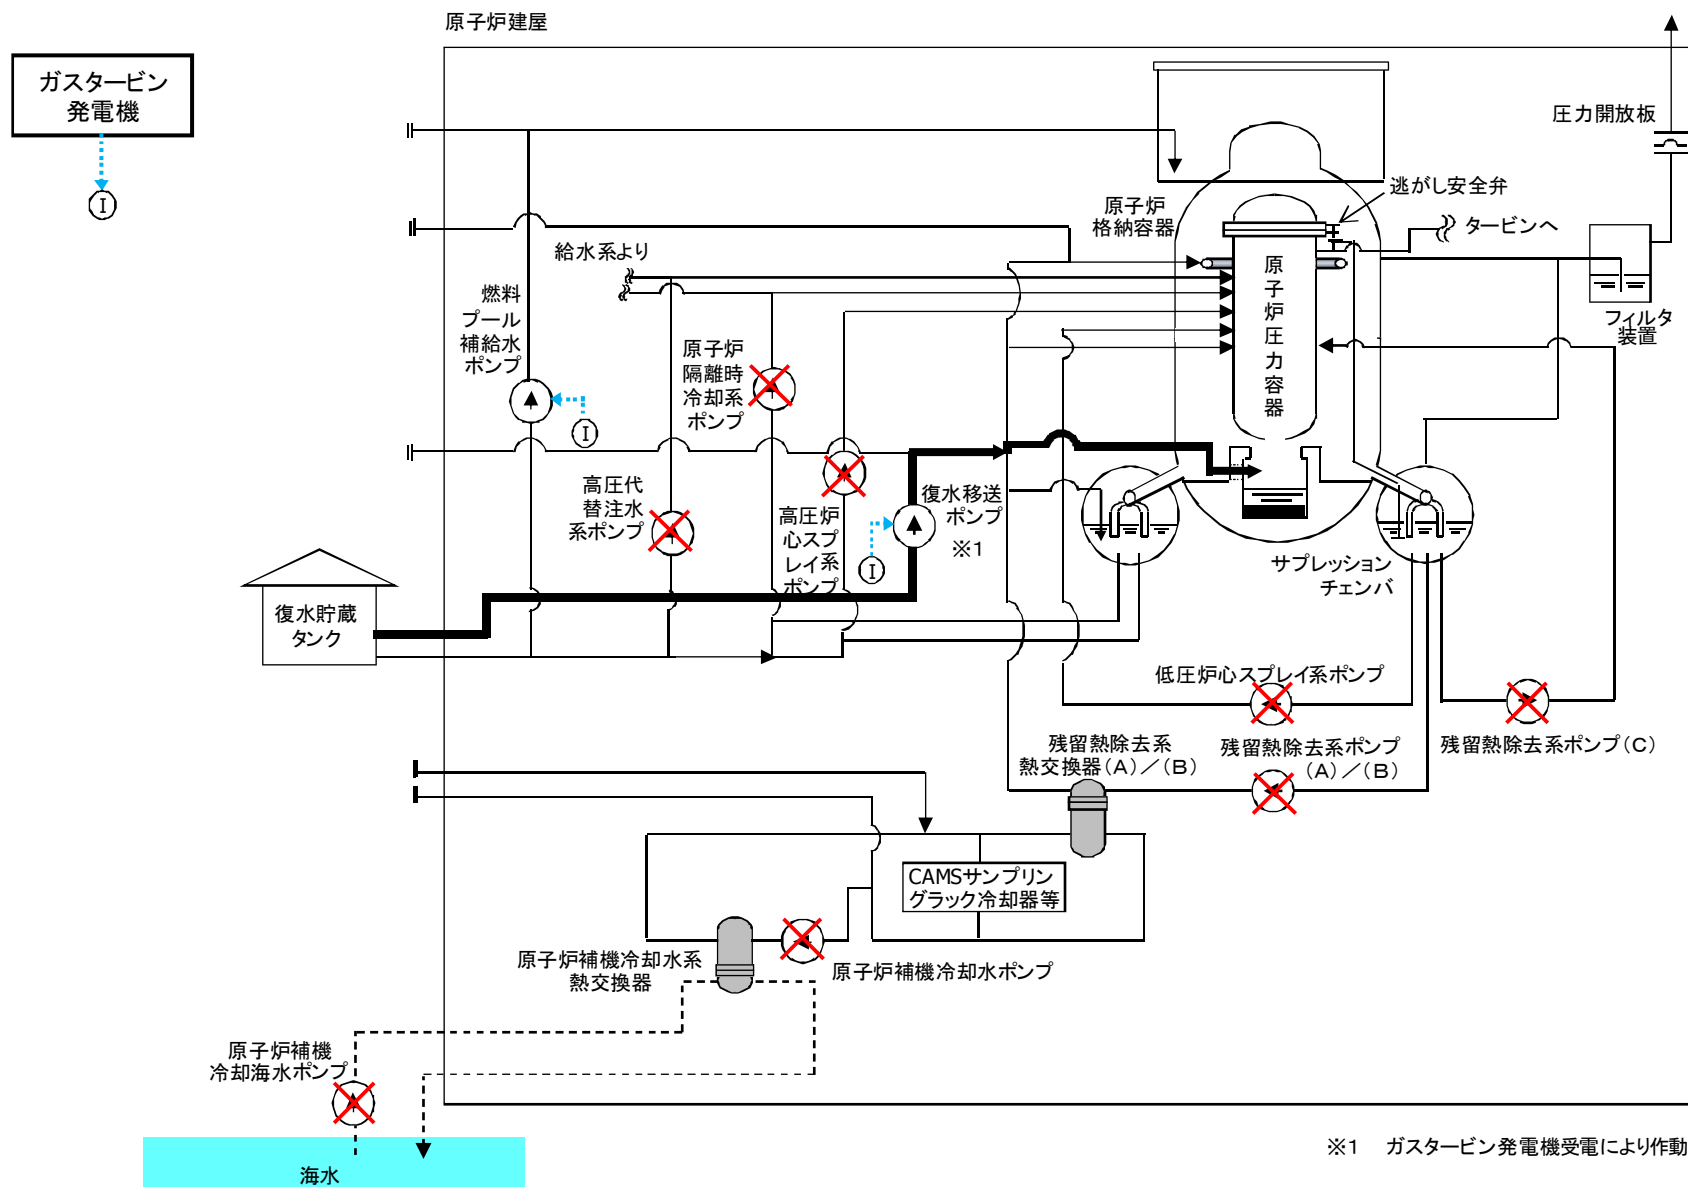 原子炉建屋
ガスタービン
発電機
I
圧力開放板
逃がし安全弁
原子炉
格納容器
タービンへ
給水系より
原子炉圧力容器
燃料
プール
補給水
ポンプ
I
原子炉
隔離時
冷却系
ポンプ
フィルタ
装置
高圧代
替注水
系ポンプ
高圧炉
心スプ
レイ系
ポンプ
復水移送
ポンプ
※1
I
サプレッション
チェンバ
復水貯蔵
タンク
低圧炉心スプレイ系ポンプ
残留熱除去系
熱交換器(A)/(B)
残留熱除去系ポンプ
(A)/(B)
残留熱除去系ポンプ(C)
CAMSサンプリン
グラック冷却器等
原子炉補機冷却水系
熱交換器
原子炉補機冷却水ポンプ
原子炉補機
冷却海水ポンプ
海水
※1 ガスタービン発電機受電により作動